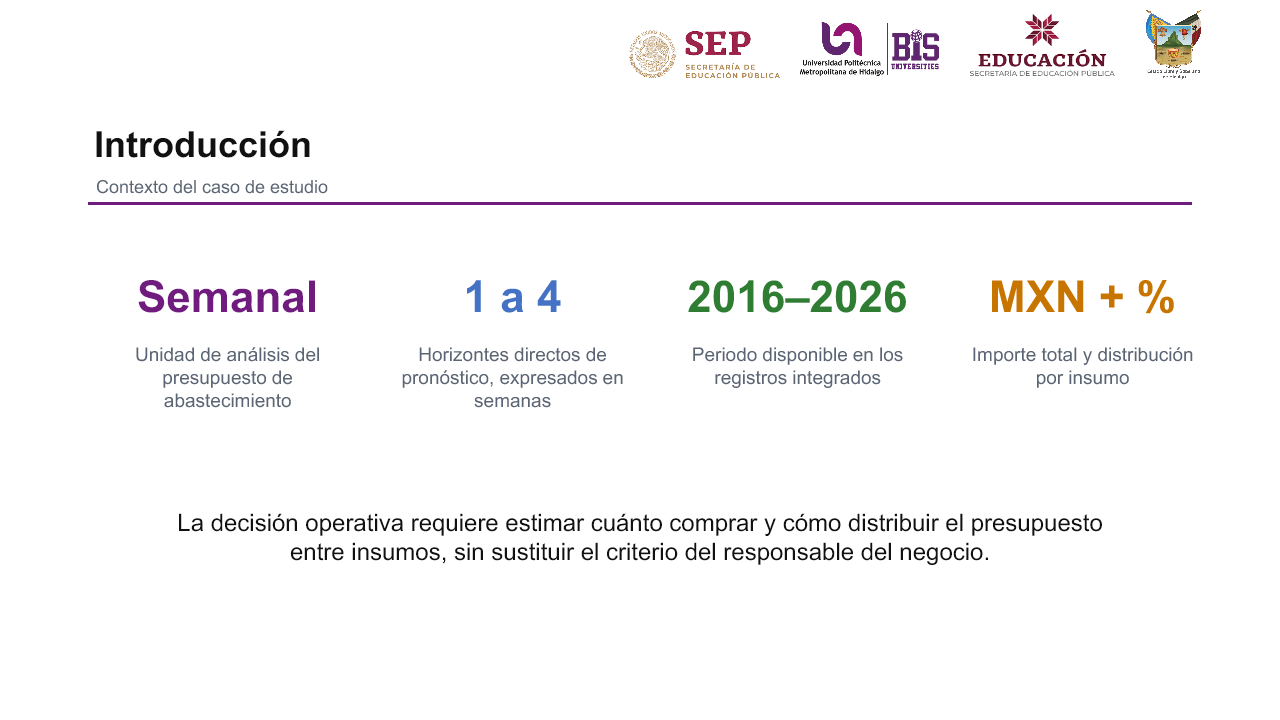 SEP
SECRETARÍA DE
EDUCACIÓN PÚBLICA
Universidad Politécnica
Metropolitana de Hidalgo
BIS
UNIVERSITIES
EDUCACIÓN
SECRETARÍA DE EDUCACIÓN PÚBLICA
Introducción
Contexto del caso de estudio
Semanal
Unidad de análisis del
presupuesto de
abastecimiento
1 a 4
Horizontes directos de
pronóstico, expresados en
semanas
2016–2026
Periodo disponible en los
registros integrados
MXN + %
Importe total y distribución
por insumo
La decisión operativa requiere estimar cuánto comprar y cómo distribuir el presupuesto
entre insumos, sin sustituir el criterio del responsable del negocio.